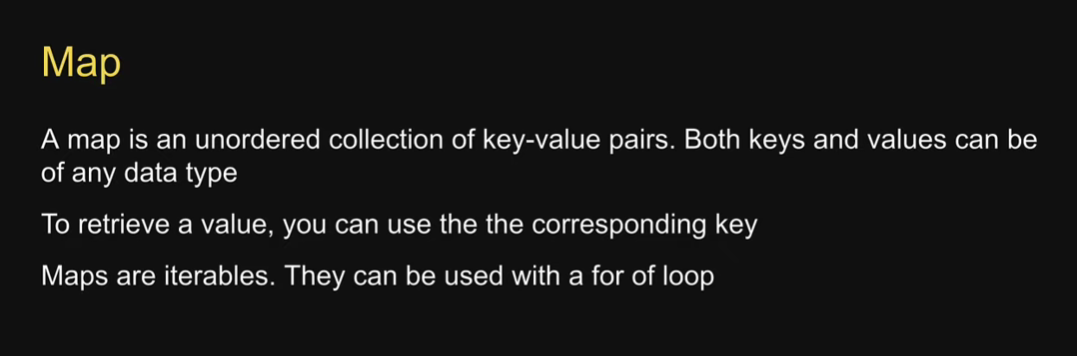 Map
A map is an unordered collection of key-value pairs. Both keys and values can be
of any data type
To retrieve a value, you can use the the corresponding key
Maps are iterables. They can be used with a for of loop